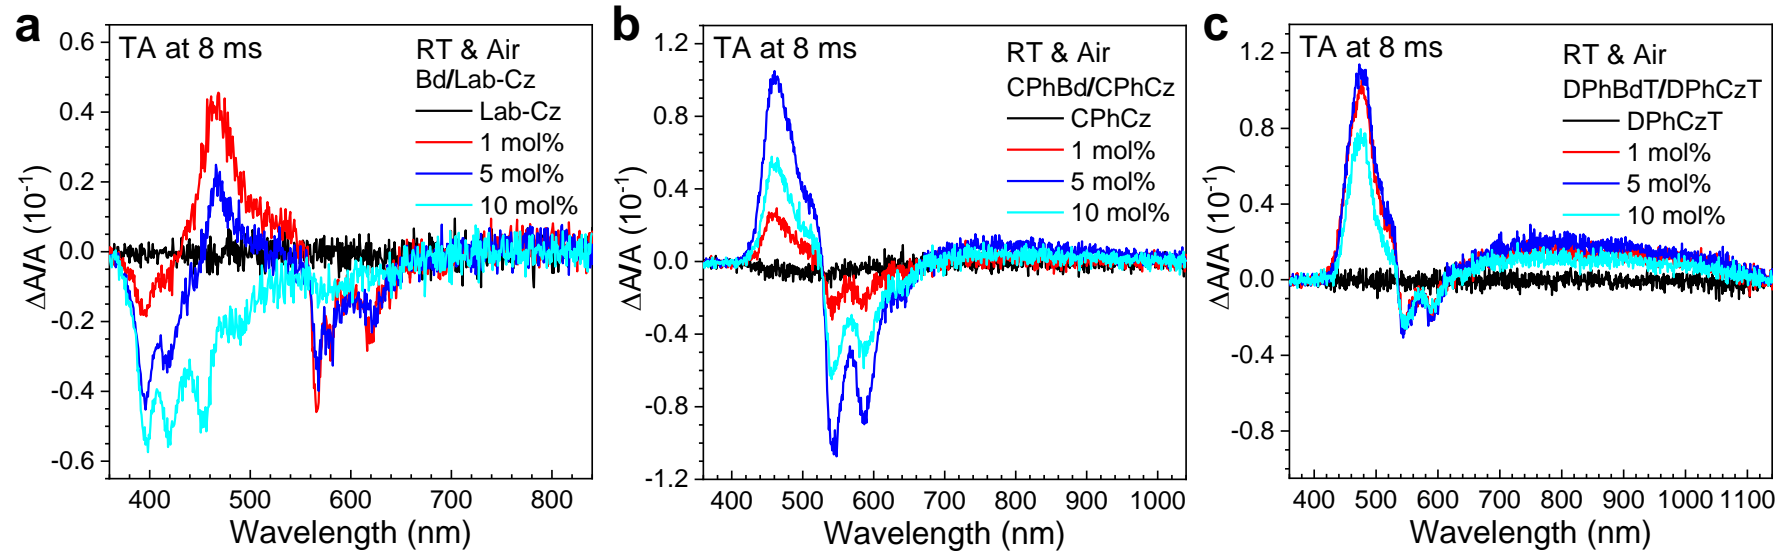 a
TA at 8 ms
RT & Air
Bd/Lab-Cz
Lab-Cz
1 mol%
5 mol%
10 mol%
0.6
0.4
0.2
0.0
-0.2
-0.4
-0.6
ΔA/A (10⁻¹)
400 500 600 700 800
Wavelength (nm)
b
TA at 8 ms
RT & Air
CPhBd/CPhCz
CPhCz
1 mol%
5 mol%
10 mol%
1.2
0.8
0.4
0.0
-0.4
-0.8
-1.2
ΔA/A (10⁻¹)
400 500 600 700 800 900 1000
Wavelength (nm)
c
TA at 8 ms
RT & Air
DPhBdT/DPhCzT
DPhCzT
1 mol%
5 mol%
10 mol%
1.2
0.8
0.4
0.0
-0.4
-0.8
ΔA/A (10⁻¹)
400 500 600 700 800 900 1000 1100
Wavelength (nm)